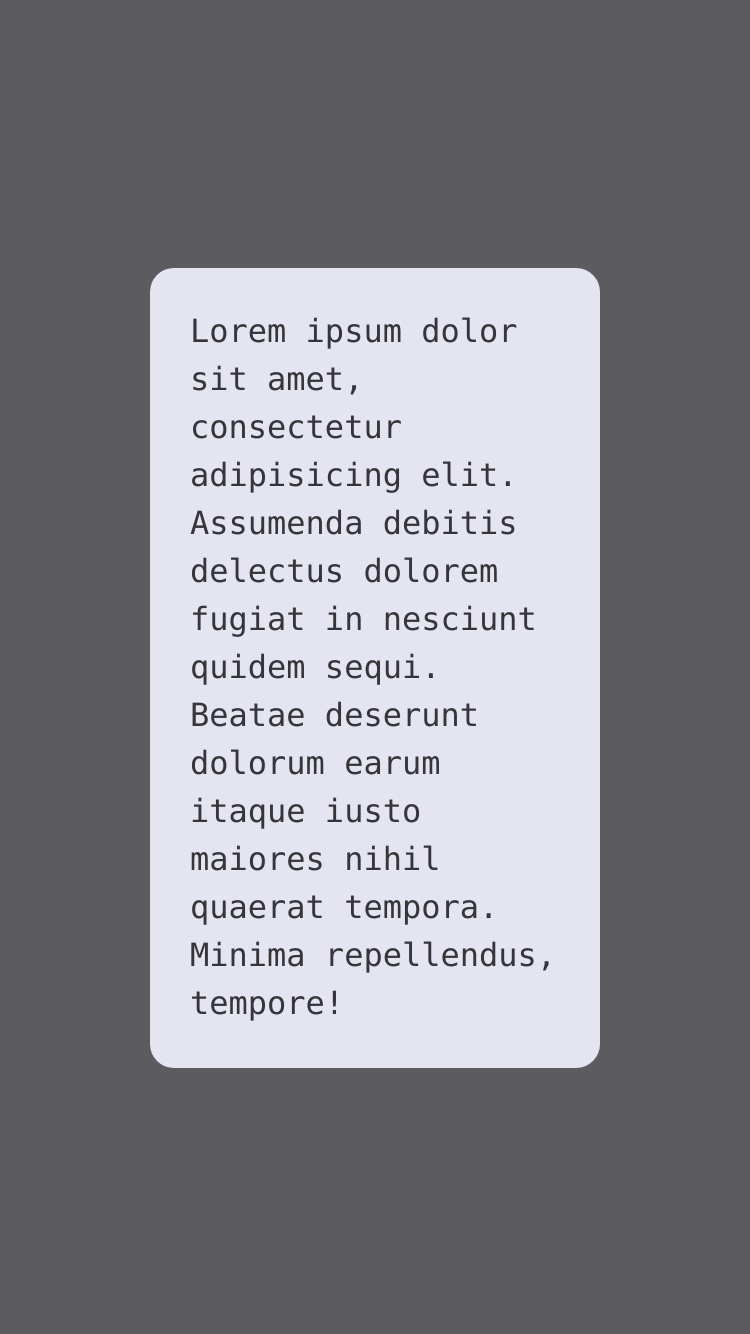 Lorem ipsum dolor
sit amet,
consectetur
adipisicing elit.
Assumenda debitis
delectus dolorem
fugiat in nesciunt
quidem sequi.
Beatae deserunt
dolorum earum
itaque iusto
maiores nihil
quaerat tempora.
Minima repellendus,
tempore!